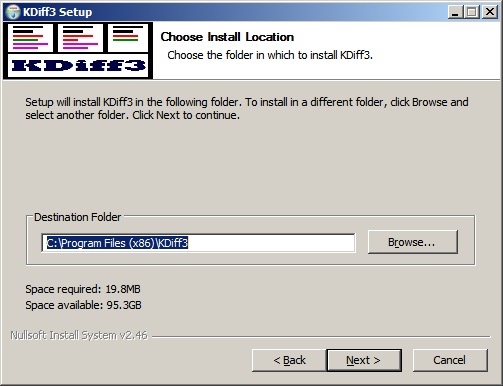 KDiff3 Setup
KDiff3
Choose Install Location
Choose the folder in which to install KDiff3.
Setup will install KDiff3 in the following folder. To install in a different folder, click Browse and
select another folder. Click Next to continue.
Destination Folder
C:\Program Files (x86)\KDiff3
Browse...
Space required: 19.8MB
Space available: 95.3GB
Nullsoft Install System v2.46
< Back
Next >
Cancel